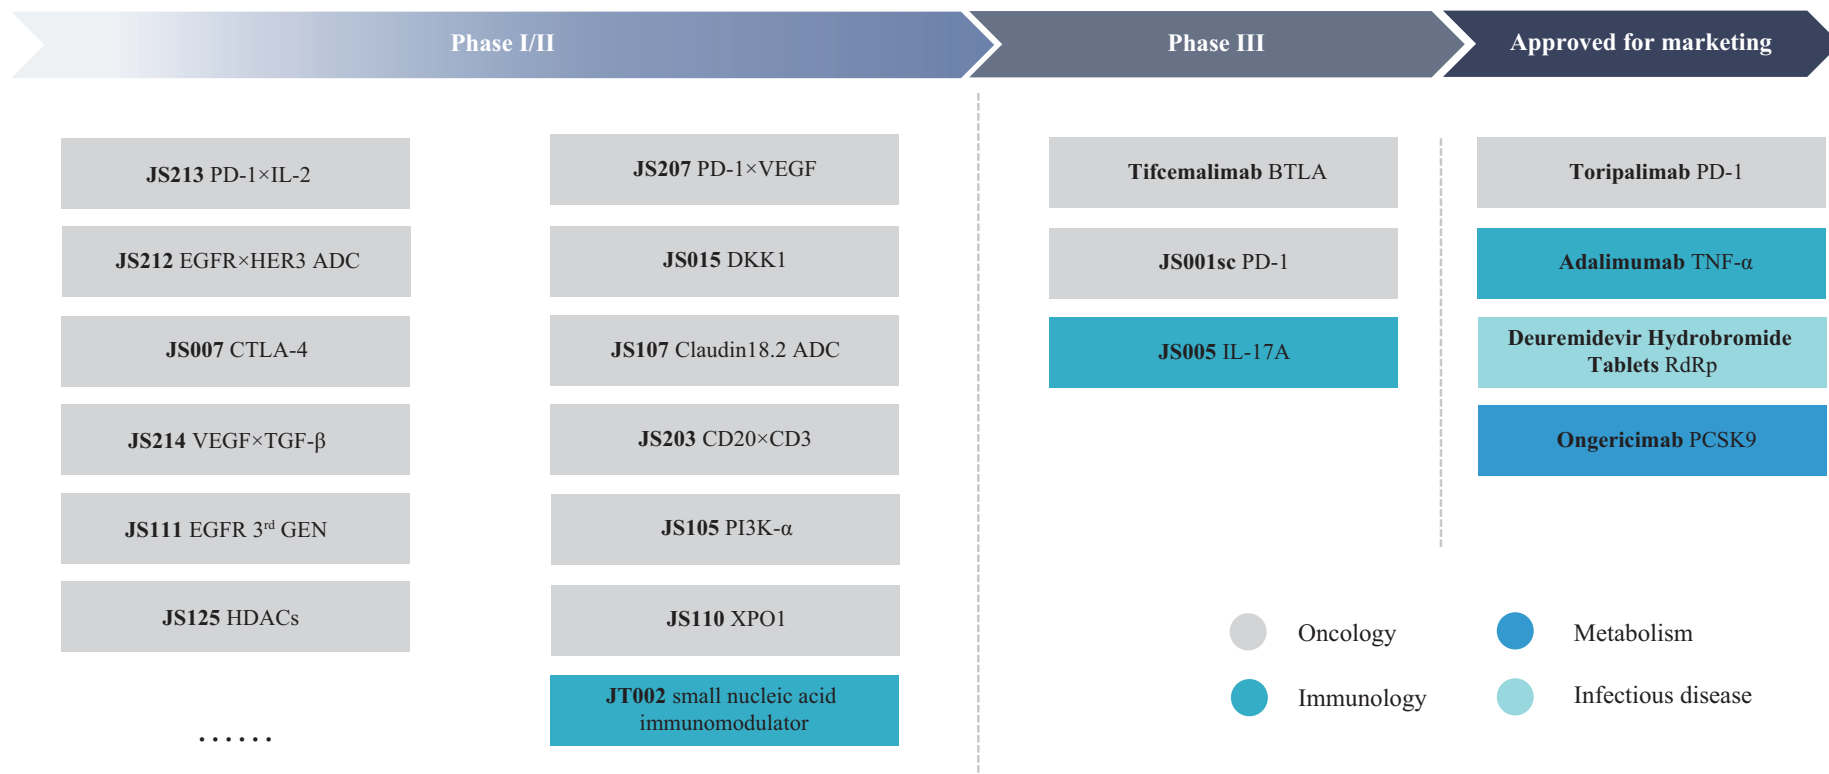 Phase I/II
Phase III
Approved for marketing
JS213 PD-1×IL-2
JS212 EGFR×HER3 ADC
JS007 CTLA-4
JS214 VEGF×TGF-β
JS111 EGFR 3rd GEN
JS125 HDACs
......
JS207 PD-1×VEGF
JS015 DKK1
JS107 Claudin18.2 ADC
JS203 CD20×CD3
JS105 PI3K-α
JS110 XPO1
JT002 small nucleic acid
immunomodulator
Tifcemalimab BTLA
JS001sc PD-1
JS005 IL-17A
Toripalimab PD-1
Adalimumab TNF-α
Deuremidevir Hydrobromide
Tablets RdRp
Ongericimab PCSK9
Oncology
Metabolism
Immunology
Infectious disease